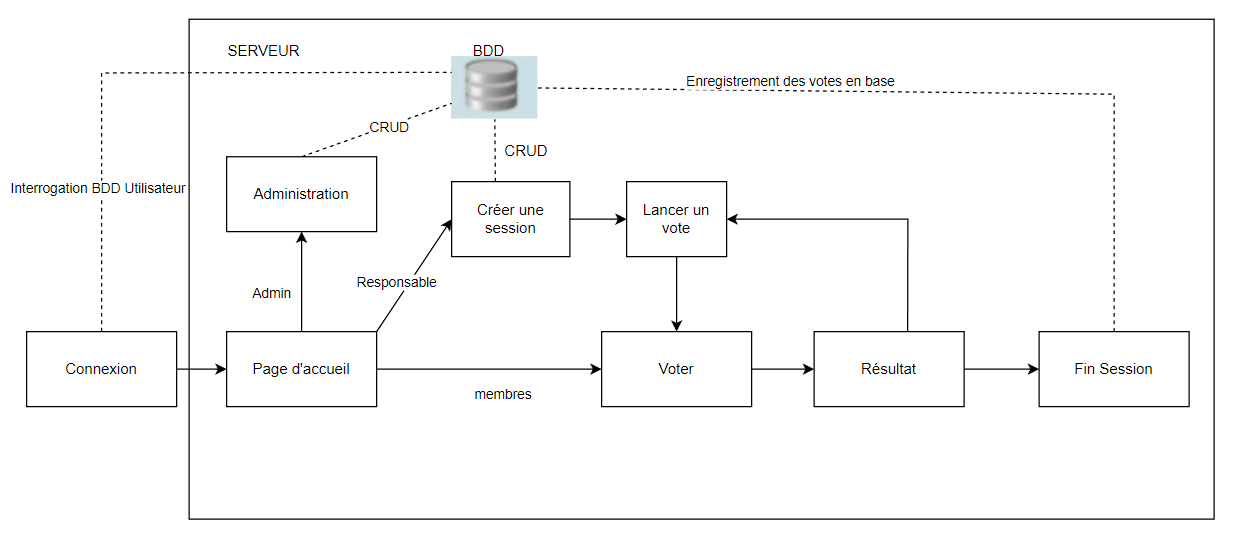 SERVEUR
BDD
Enregistrement des votes en base
CRUD
CRUD
Interrogation BDD Utilisateur
Administration
Créer une
session
Lancer un
vote
Responsable
Admin
Connexion
Page d'accueil
Voter
Résultat
Fin Session
membres